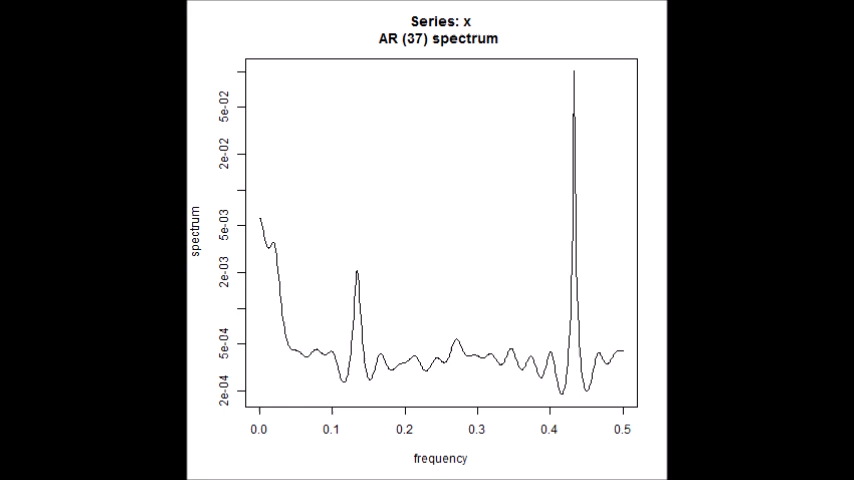 Series: x
AR (37) spectrum
spectrum
5e-02
2e-02
5e-03
2e-03
5e-04
2e-04
0.0 0.1 0.2 0.3 0.4 0.5
frequency